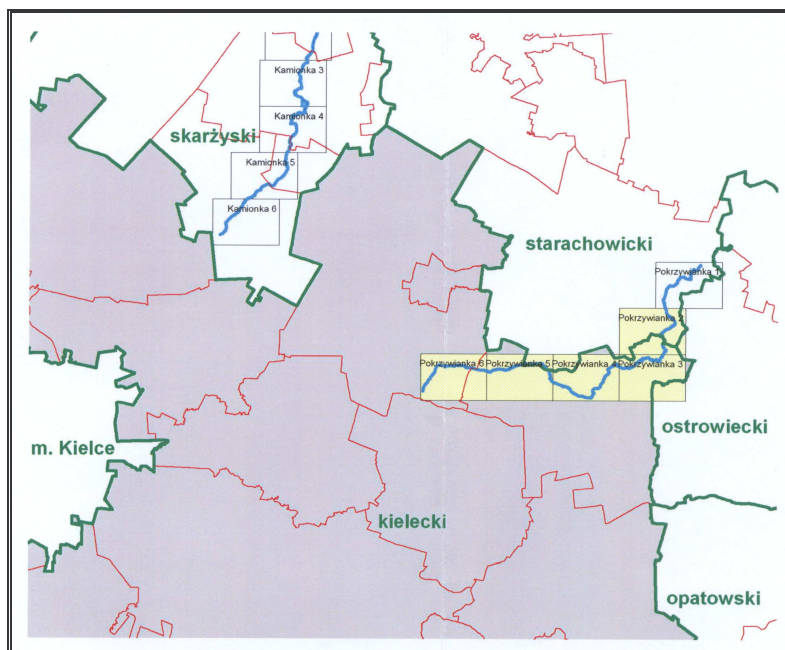 Kamionka 3
Kamionka 4
skarżyski
Kamionka 5
Kamionka 6
starachowicki
Pokrzywianka 1
Pokrzywianka 2
Pokrzywianka 6
Pokrzywianka 5
Pokrzywianka 4
Pokrzywianka 3
ostrowiecki
m. Kielce
kielecki
opatowski